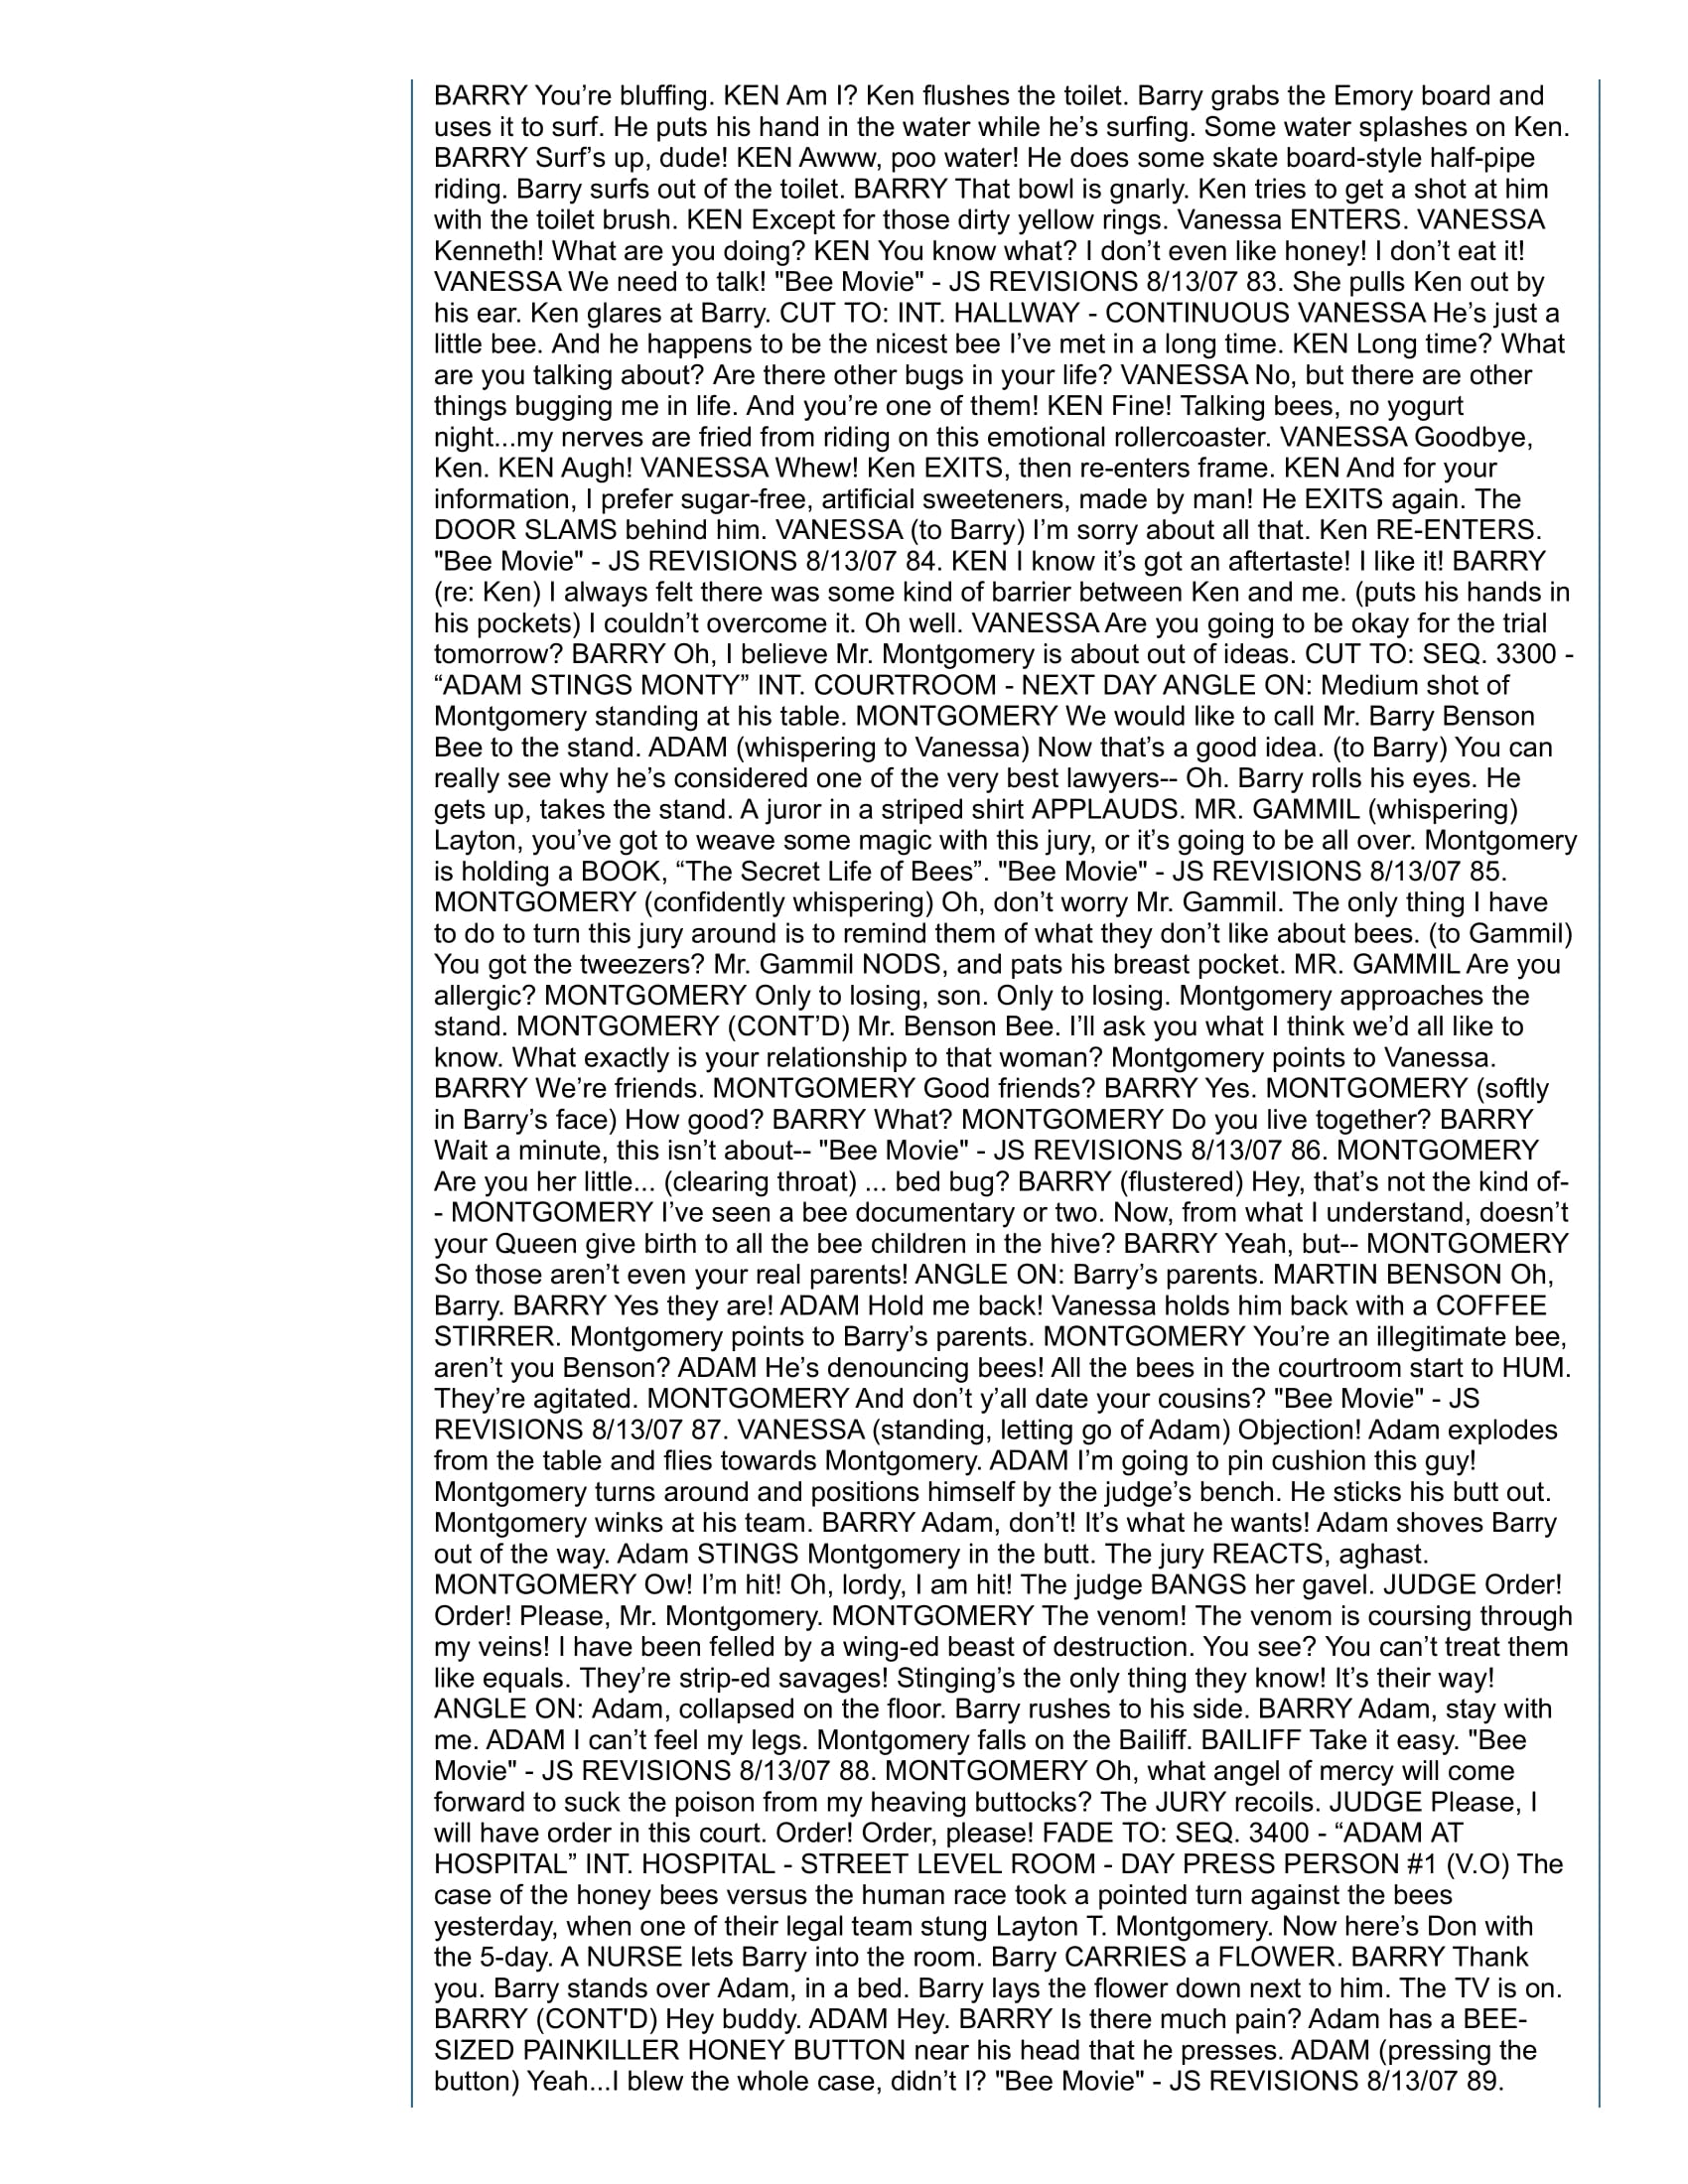 BARRY You’re bluffing. KEN Am I? Ken flushes the toilet. Barry grabs the Emory board and
uses it to surf. He puts his hand in the water while he’s surfing. Some water splashes on Ken.
BARRY Surf’s up, dude! KEN Awww, poo water! He does some skate board-style half-pipe
riding. Barry surfs out of the toilet. BARRY That bowl is gnarly. Ken tries to get a shot at him
with the toilet brush. KEN Except for those dirty yellow rings. Vanessa ENTERS. VANESSA
Kenneth! What are you doing? KEN You know what? I don’t even like honey! I don’t eat it!
VANESSA We need to talk! "Bee Movie" - JS REVISIONS 8/13/07 83. She pulls Ken out by
his ear. Ken glares at Barry. CUT TO: INT. HALLWAY - CONTINUOUS VANESSA He’s just a
little bee. And he happens to be the nicest bee I’ve met in a long time. KEN Long time? What
are you talking about? Are there other bugs in your life? VANESSA No, but there are other
things bugging me in life. And you’re one of them! KEN Fine! Talking bees, no yogurt
night...my nerves are fried from riding on this emotional rollercoaster. VANESSA Goodbye,
Ken. KEN Augh! VANESSA Whew! Ken EXITS, then re-enters frame. KEN And for your
information, I prefer sugar-free, artificial sweeteners, made by man! He EXITS again. The
DOOR SLAMS behind him. VANESSA (to Barry) I’m sorry about all that. Ken RE-ENTERS.
"Bee Movie" - JS REVISIONS 8/13/07 84. KEN I know it’s got an aftertaste! I like it! BARRY
(re: Ken) I always felt there was some kind of barrier between Ken and me. (puts his hands in
his pockets) I couldn’t overcome it. Oh well. VANESSA Are you going to be okay for the trial
tomorrow? BARRY Oh, I believe Mr. Montgomery is about out of ideas. CUT TO: SEQ. 3300 -
“ADAM STINGS MONTY” INT. COURTROOM - NEXT DAY ANGLE ON: Medium shot of
Montgomery standing at his table. MONTGOMERY We would like to call Mr. Barry Benson
Bee to the stand. ADAM (whispering to Vanessa) Now that’s a good idea. (to Barry) You can
really see why he’s considered one of the very best lawyers-- Oh. Barry rolls his eyes. He
gets up, takes the stand. A juror in a striped shirt APPLAUDS. MR. GAMMIL (whispering)
Layton, you’ve got to weave some magic with this jury, or it’s going to be all over. Montgomery
is holding a BOOK, “The Secret Life of Bees”. "Bee Movie" - JS REVISIONS 8/13/07 85.
MONTGOMERY (confidently whispering) Oh, don’t worry Mr. Gammil. The only thing I have
to do to turn this jury around is to remind them of what they don’t like about bees. (to Gammil)
You got the tweezers? Mr. Gammil NODS, and pats his breast pocket. MR. GAMMIL Are you
allergic? MONTGOMERY Only to losing, son. Only to losing. Montgomery approaches the
stand. MONTGOMERY (CONT’D) Mr. Benson Bee. I’ll ask you what I think we’d all like to
know. What exactly is your relationship to that woman? Montgomery points to Vanessa.
BARRY We’re friends. MONTGOMERY Good friends? BARRY Yes. MONTGOMERY (softly
in Barry’s face) How good? BARRY What? MONTGOMERY Do you live together? BARRY
Wait a minute, this isn’t about-- "Bee Movie" - JS REVISIONS 8/13/07 86. MONTGOMERY
Are you her little... (clearing throat) ... bed bug? BARRY (flustered) Hey, that’s not the kind of-
- MONTGOMERY I’ve seen a bee documentary or two. Now, from what I understand, doesn’t
your Queen give birth to all the bee children in the hive? BARRY Yeah, but-- MONTGOMERY
So those aren’t even your real parents! ANGLE ON: Barry’s parents. MARTIN BENSON Oh,
Barry. BARRY Yes they are! ADAM Hold me back! Vanessa holds him back with a COFFEE
STIRRER. Montgomery points to Barry’s parents. MONTGOMERY You’re an illegitimate bee,
aren’t you Benson? ADAM He’s denouncing bees! All the bees in the courtroom start to HUM.
They’re agitated. MONTGOMERY And don’t y’all date your cousins? "Bee Movie" - JS
REVISIONS 8/13/07 87. VANESSA (standing, letting go of Adam) Objection! Adam explodes
from the table and flies towards Montgomery. ADAM I’m going to pin cushion this guy!
Montgomery turns around and positions himself by the judge’s bench. He sticks his butt out.
Montgomery winks at his team. BARRY Adam, don’t! It’s what he wants! Adam shoves Barry
out of the way. Adam STINGS Montgomery in the butt. The jury REACTS, aghast.
MONTGOMERY Ow! I’m hit! Oh, lordy, I am hit! The judge BANGS her gavel. JUDGE Order!
Order! Please, Mr. Montgomery. MONTGOMERY The venom! The venom is coursing through
my veins! I have been felled by a wing-ed beast of destruction. You see? You can’t treat them
like equals. They’re strip-ed savages! Stinging’s the only thing they know! It’s their way!
ANGLE ON: Adam, collapsed on the floor. Barry rushes to his side. BARRY Adam, stay with
me. ADAM I can’t feel my legs. Montgomery falls on the Bailiff. BAILIFF Take it easy. "Bee
Movie" - JS REVISIONS 8/13/07 88. MONTGOMERY Oh, what angel of mercy will come
forward to suck the poison from my heaving buttocks? The JURY recoils. JUDGE Please, I
will have order in this court. Order! Order, please! FADE TO: SEQ. 3400 - “ADAM AT
HOSPITAL” INT. HOSPITAL - STREET LEVEL ROOM - DAY PRESS PERSON #1 (V.O) The
case of the honey bees versus the human race took a pointed turn against the bees
yesterday, when one of their legal team stung Layton T. Montgomery. Now here’s Don with
the 5-day. A NURSE lets Barry into the room. Barry CARRIES a FLOWER. BARRY Thank
you. Barry stands over Adam, in a bed. Barry lays the flower down next to him. The TV is on.
BARRY (CONT'D) Hey buddy. ADAM Hey. BARRY Is there much pain? Adam has a BEE-
SIZED PAINKILLER HONEY BUTTON near his head that he presses. ADAM (pressing the
button) Yeah...I blew the whole case, didn’t I? "Bee Movie" - JS REVISIONS 8/13/07 89.